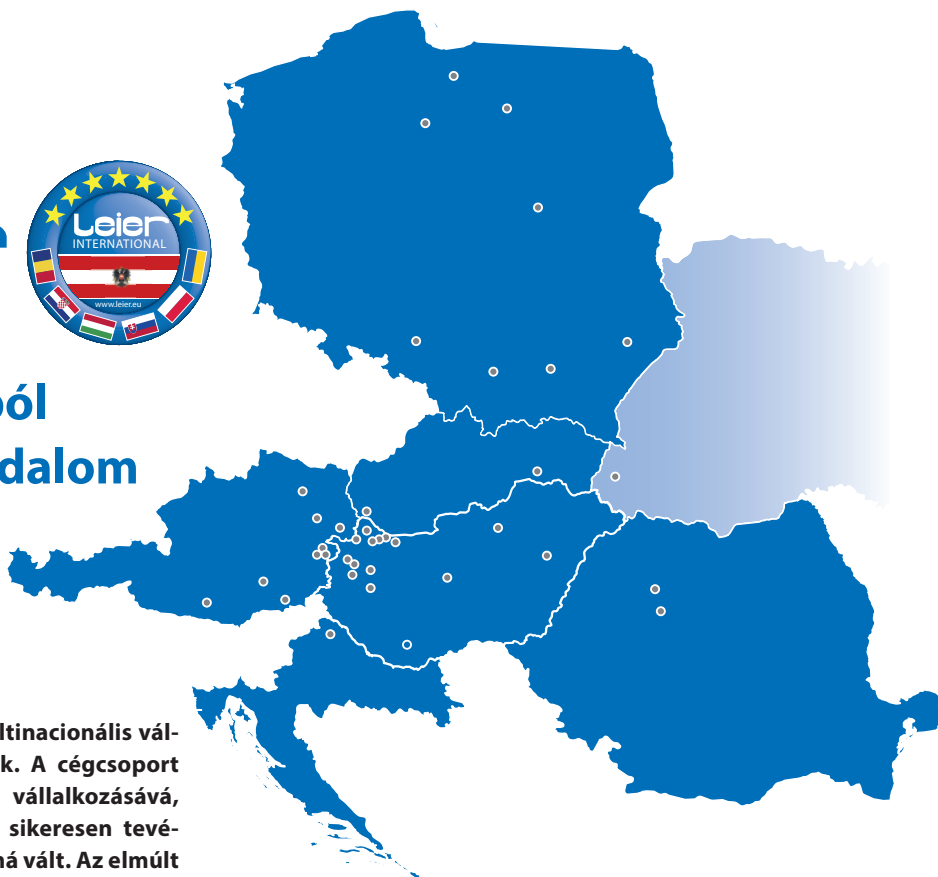 Leier
INTERNATIONAL
www.leier.eu
ól
dalom
ltinacionális vál-
k. A cégcsoport
vállalkozásává,
sikeresen tevé-
vált. Az elmúlt